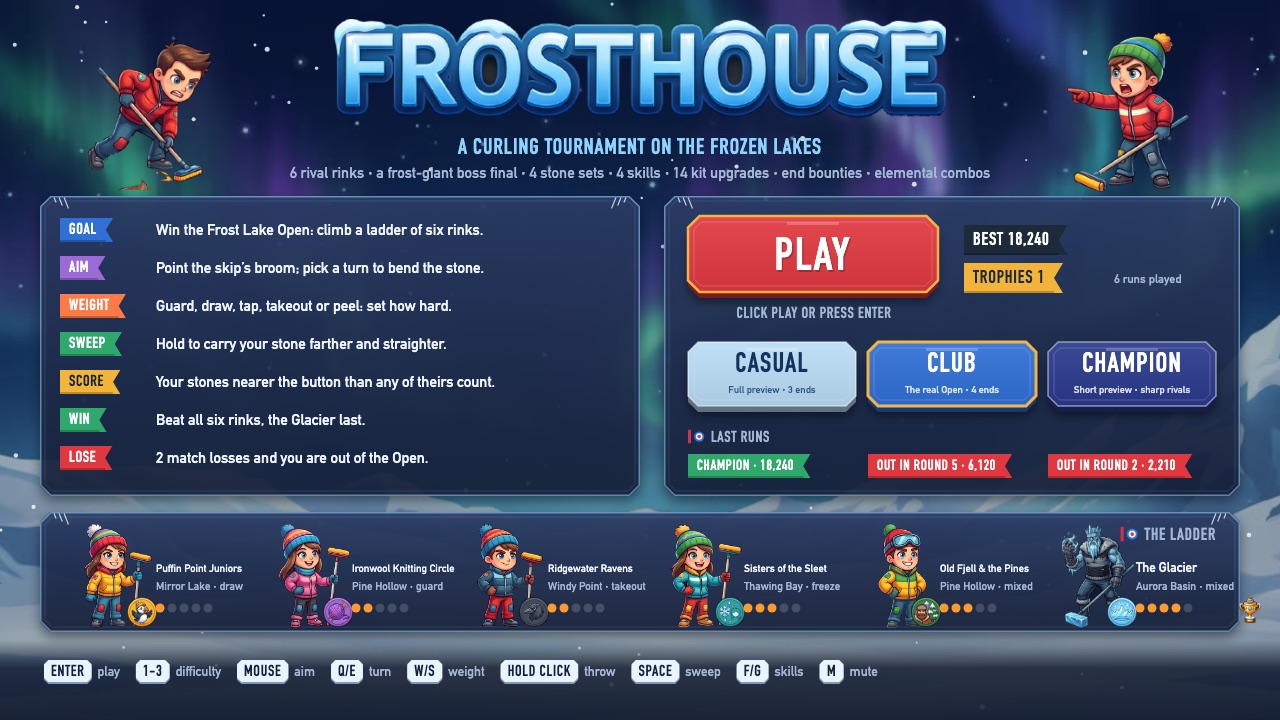 FROSTHOUSE
A CURLING TOURNAMENT ON THE FROZEN LAKES
6 rival rinks · a frost-giant boss final · 4 stone sets · 4 skills · 14 kit upgrades · end bounties · elemental combos
GOAL Win the Frost Lake Open: climb a ladder of six rinks.
AIM Point the skip's broom; pick a turn to bend the stone.
WEIGHT Guard, draw, tap, takeout or peel: set how hard.
SWEEP Hold to carry your stone farther and straighter.
SCORE Your stones nearer the button than any of theirs count.
WIN Beat all six rinks, the Glacier last.
LOSE 2 match losses and you are out of the Open.
PLAY
CLICK PLAY OR PRESS ENTER
BEST 18,240
TROPHIES 1
6 runs played
CASUAL
Full preview · 3 ends
CLUB
The real Open · 4 ends
CHAMPION
Short preview · sharp rivals
LAST RUNS
CHAMPION · 18,240
OUT IN ROUND 5 · 6,120
OUT IN ROUND 2 · 2,210
THE LADDER
Puffin Point Juniors
Mirror Lake · draw
Ironwool Knitting Circle
Pine Hollow · guard
Ridgewater Ravens
Windy Point · takeout
Sisters of the Sleet
Thawing Bay · freeze
Old Fjell & the Pines
Pine Hollow · mixed
The Glacier
Aurora Basin · mixed
ENTER play 1-3 difficulty MOUSE aim Q/E turn W/S weight HOLD CLICK throw SPACE sweep F/G skills M mute